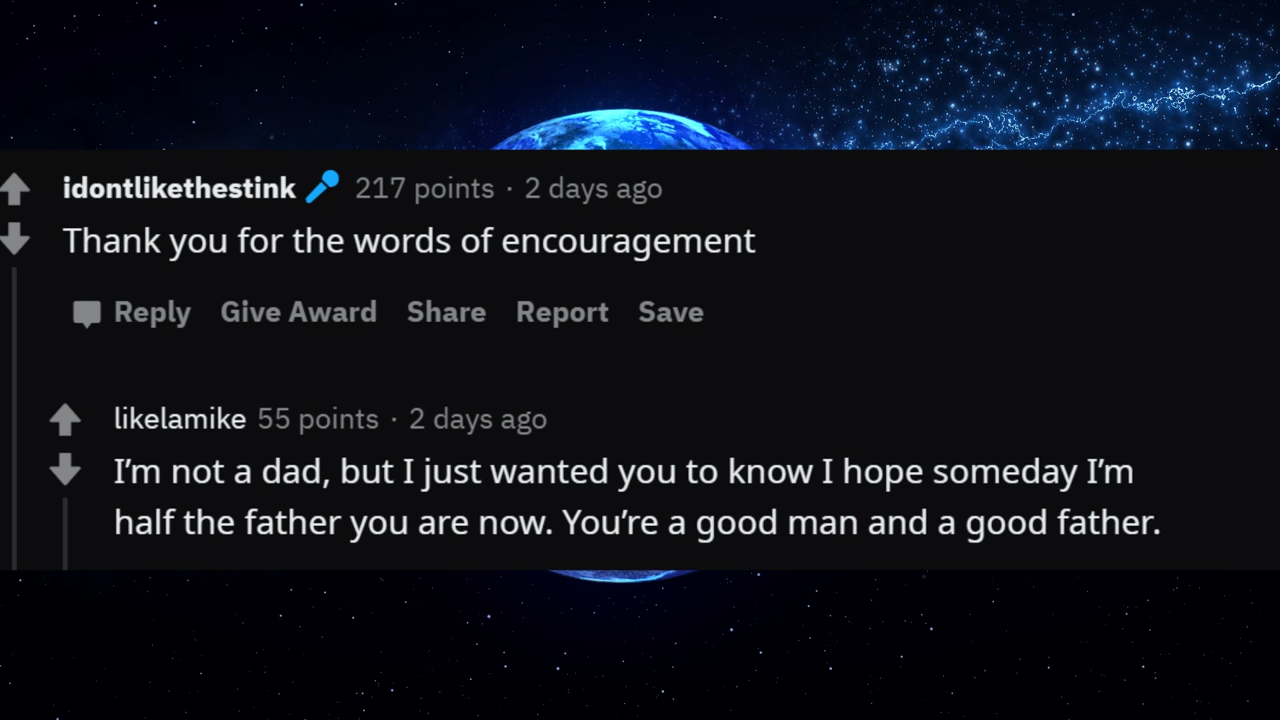 idontlikethestink 217 points · 2 days ago
Thank you for the words of encouragement
Reply Give Award Share Report Save
likelamike 55 points · 2 days ago
I’m not a dad, but I just wanted you to know I hope someday I’m
half the father you are now. You’re a good man and a good father.